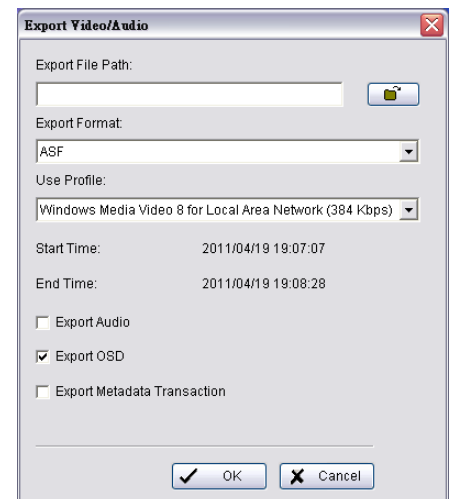 Export Video/Audio
Export File Path:
Export Format:
ASF
Use Profile:
Windows Media Video 8 for Local Area Network (384 Kbps)
Start Time: 2011/04/19 19:07:07
End Time: 2011/04/19 19:08:28
Export Audio
Export OSD
Export Metadata Transaction
OK Cancel